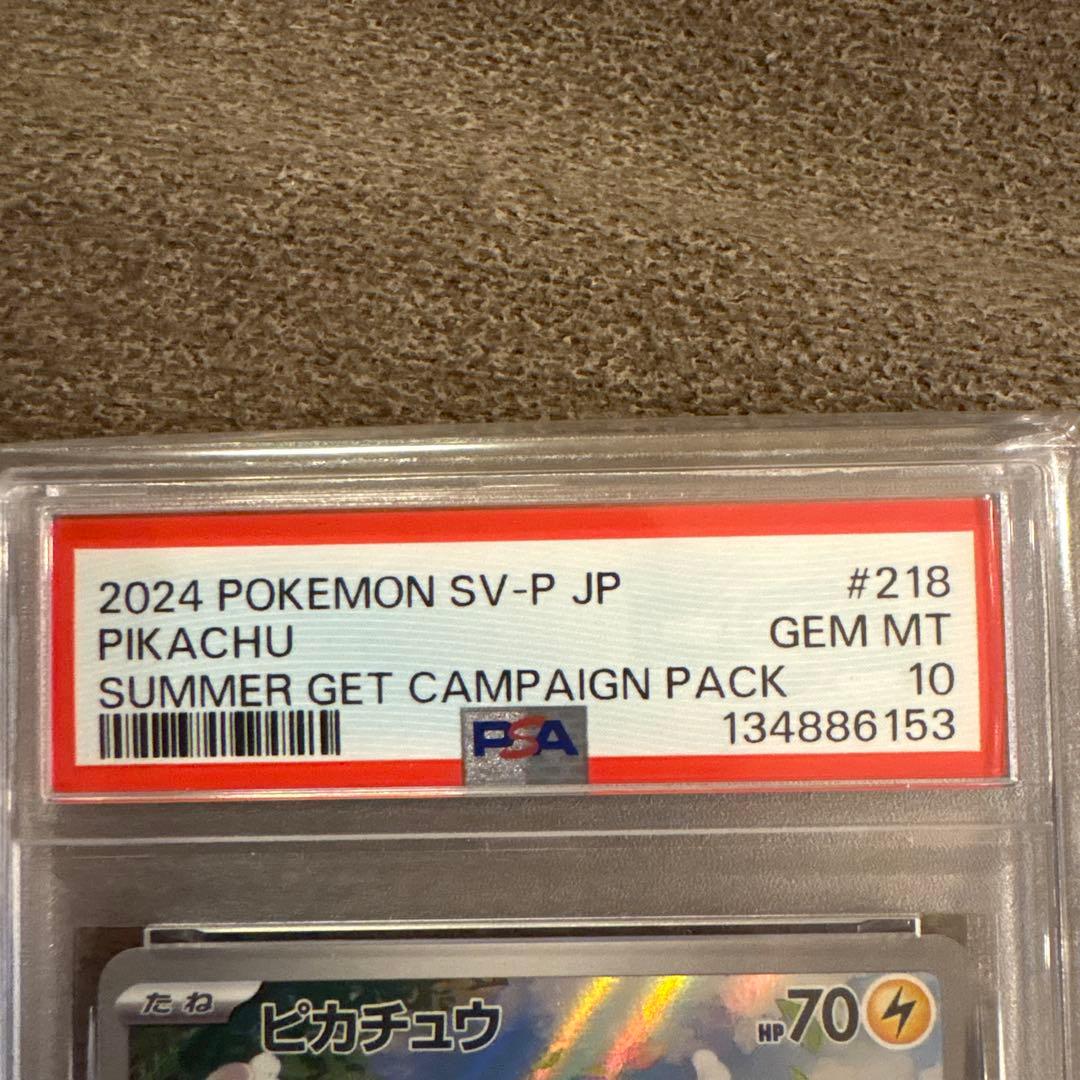 2024 POKEMON SV-P JP #218
PIKACHU GEM MT
SUMMER GET CAMPAIGN PACK 10
PSA 134886153
たね ピカチュウ HP70